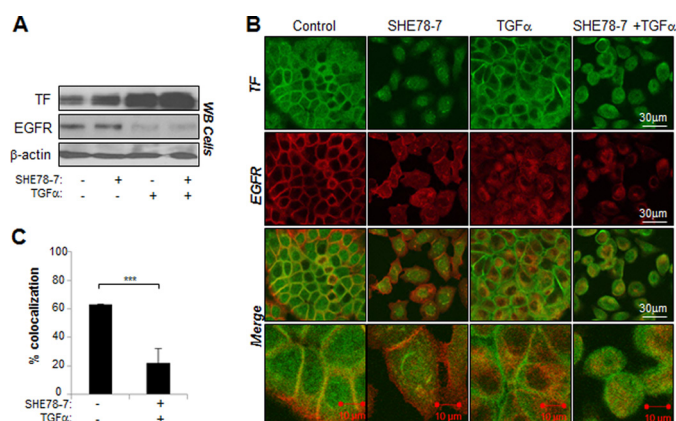 A
TF
EGFR
β-actin
WB Cells
SHE78-7: - + - +
TGFα: - - + +
B
Control SHE78-7 TGFα SHE78-7 +TGFα
TF
30µm
EGFR
30µm
Merge
30µm
10 µm 10 µm 10 µm 10 µm
C
% colocalization
100
80
60
40
20
0
***
SHE78-7: - +
TGFα: - +